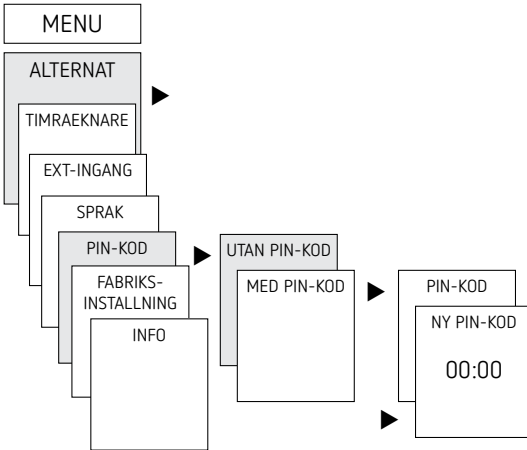 MENU
ALTERNAT
TIMRAEKNARE
EXT-INGANG
SPRAK
PIN-KOD
FABRIKS-
INSTALLNING
INFO
UTAN PIN-KOD
MED PIN-KOD
PIN-KOD
NY PIN-KOD
00:00